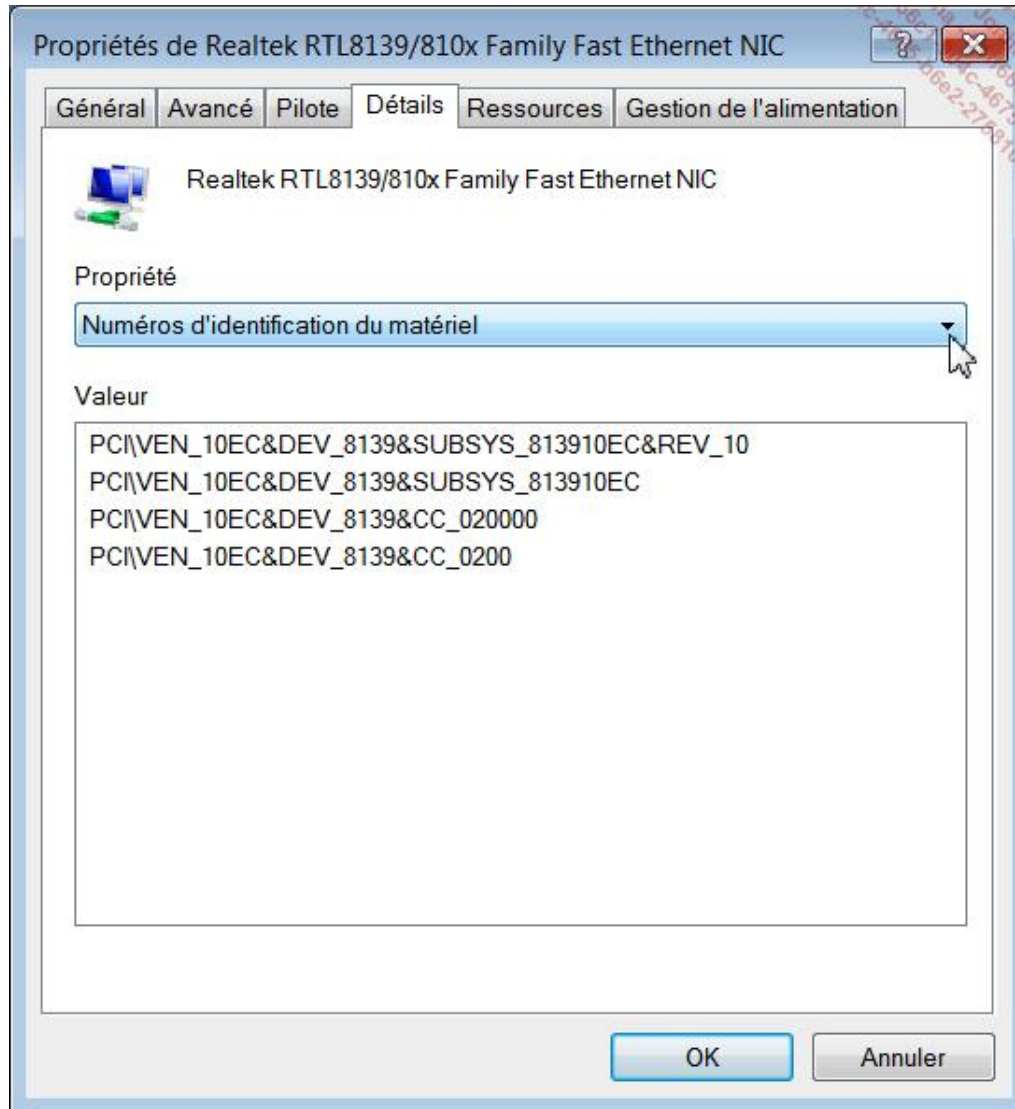 Propriétés de Realtek RTL8139/810x Family Fast Ethernet NIC
Général Avancé Pilote Détails Ressources Gestion de l'alimentation
Realtek RTL8139/810x Family Fast Ethernet NIC
Propriété
Numéros d'identification du matériel
Valeur
PCI\VEN_10EC&DEV_8139&SUBSYS_813910EC&REV_10
PCI\VEN_10EC&DEV_8139&SUBSYS_813910EC
PCI\VEN_10EC&DEV_8139&CC_020000
PCI\VEN_10EC&DEV_8139&CC_0200
OK Annuler